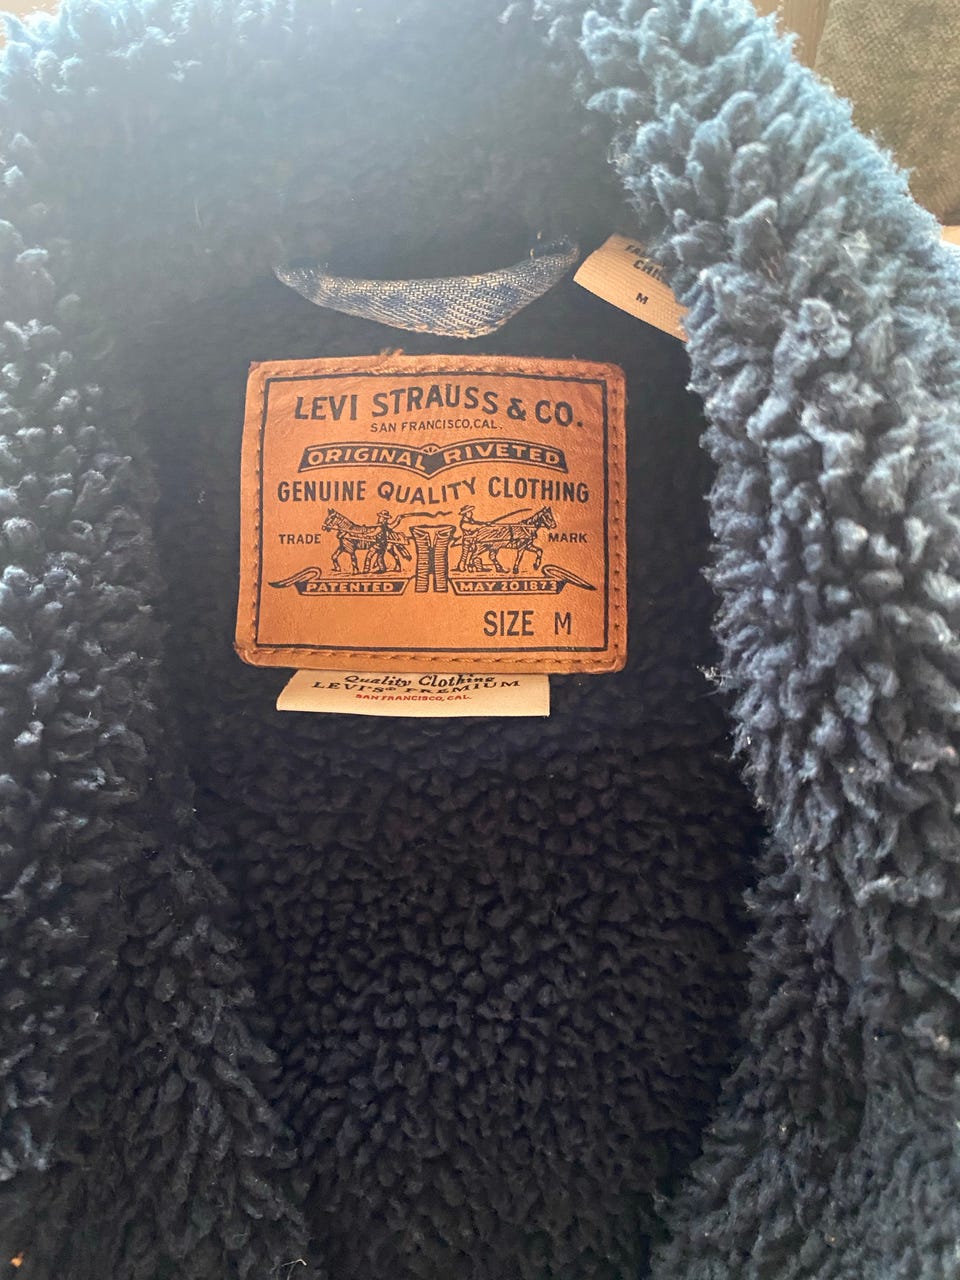 M
LEVI STRAUSS & CO.
SAN FRANCISCO, CAL.
ORIGINAL RIVETED
GENUINE QUALITY CLOTHING
TRADE MARK
PATENTED MAY 20 1873
SIZE M
Quality Clothing
LEVI'S® PREMIUM
SAN FRANCISCO, CAL.